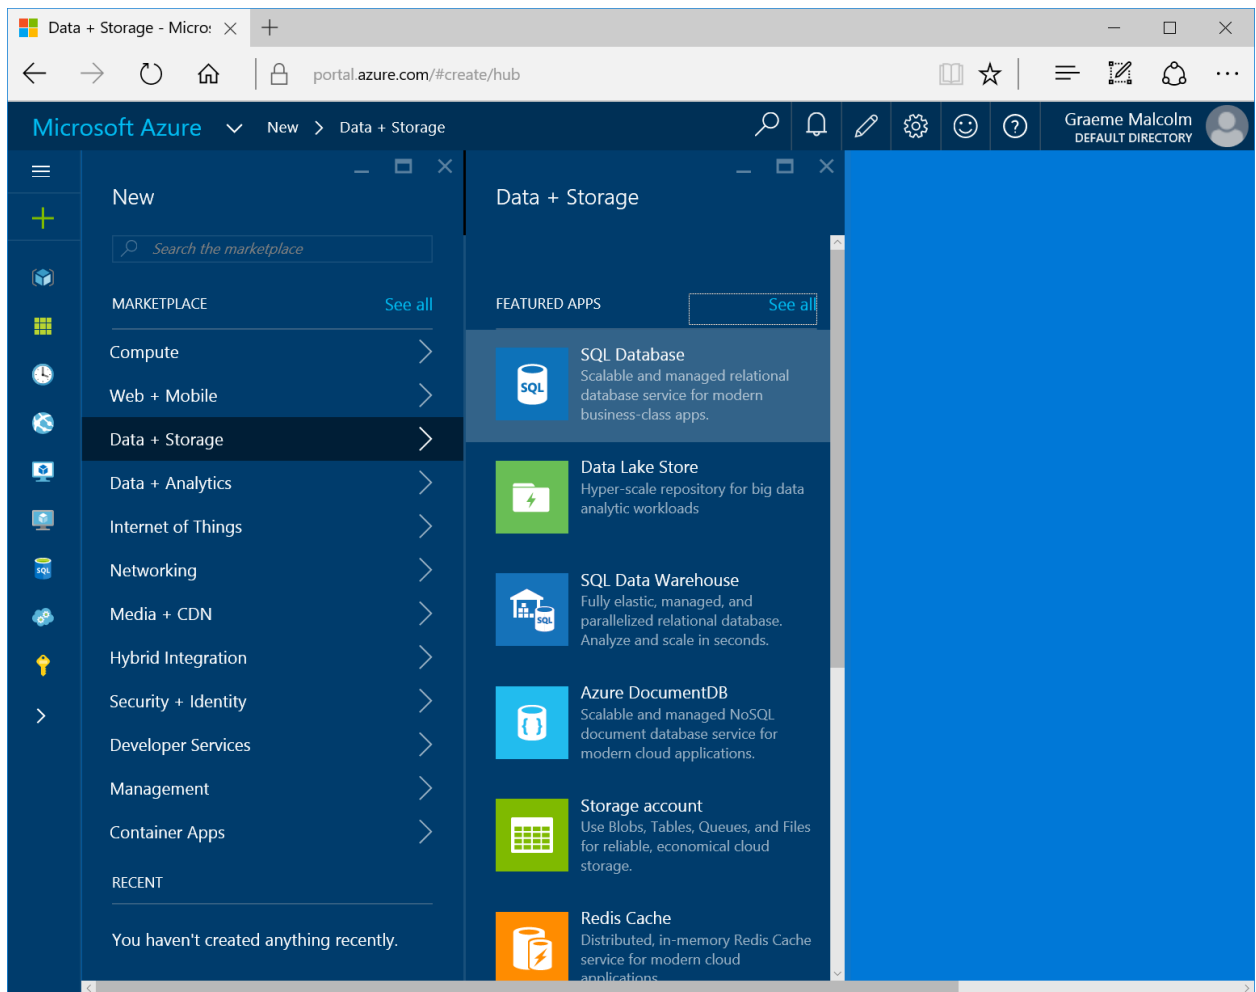 Data + Storage - Micros
portal.azure.com/#create/hub
Microsoft Azure New > Data + Storage
Graeme Malcolm
DEFAULT DIRECTORY
New
Search the marketplace
MARKETPLACE See all
Compute
Web + Mobile
Data + Storage
Data + Analytics
Internet of Things
Networking
Media + CDN
Hybrid Integration
Security + Identity
Developer Services
Management
Container Apps
RECENT
You haven't created anything recently.
Data + Storage
FEATURED APPS See all
SQL Database
Scalable and managed relational
database service for modern
business-class apps.
SQL
Data Lake Store
Hyper-scale repository for big data
analytic workloads
SQL Data Warehouse
Fully elastic, managed, and
parallelized relational database.
Analyze and scale in seconds.
SQL
Azure DocumentDB
Scalable and managed NoSQL
document database service for
modern cloud applications.
Storage account
Use Blobs, Tables, Queues, and Files
for reliable, economical cloud
storage.
Redis Cache
Distributed, in-memory Redis Cache
service for modern cloud
applications
SQL